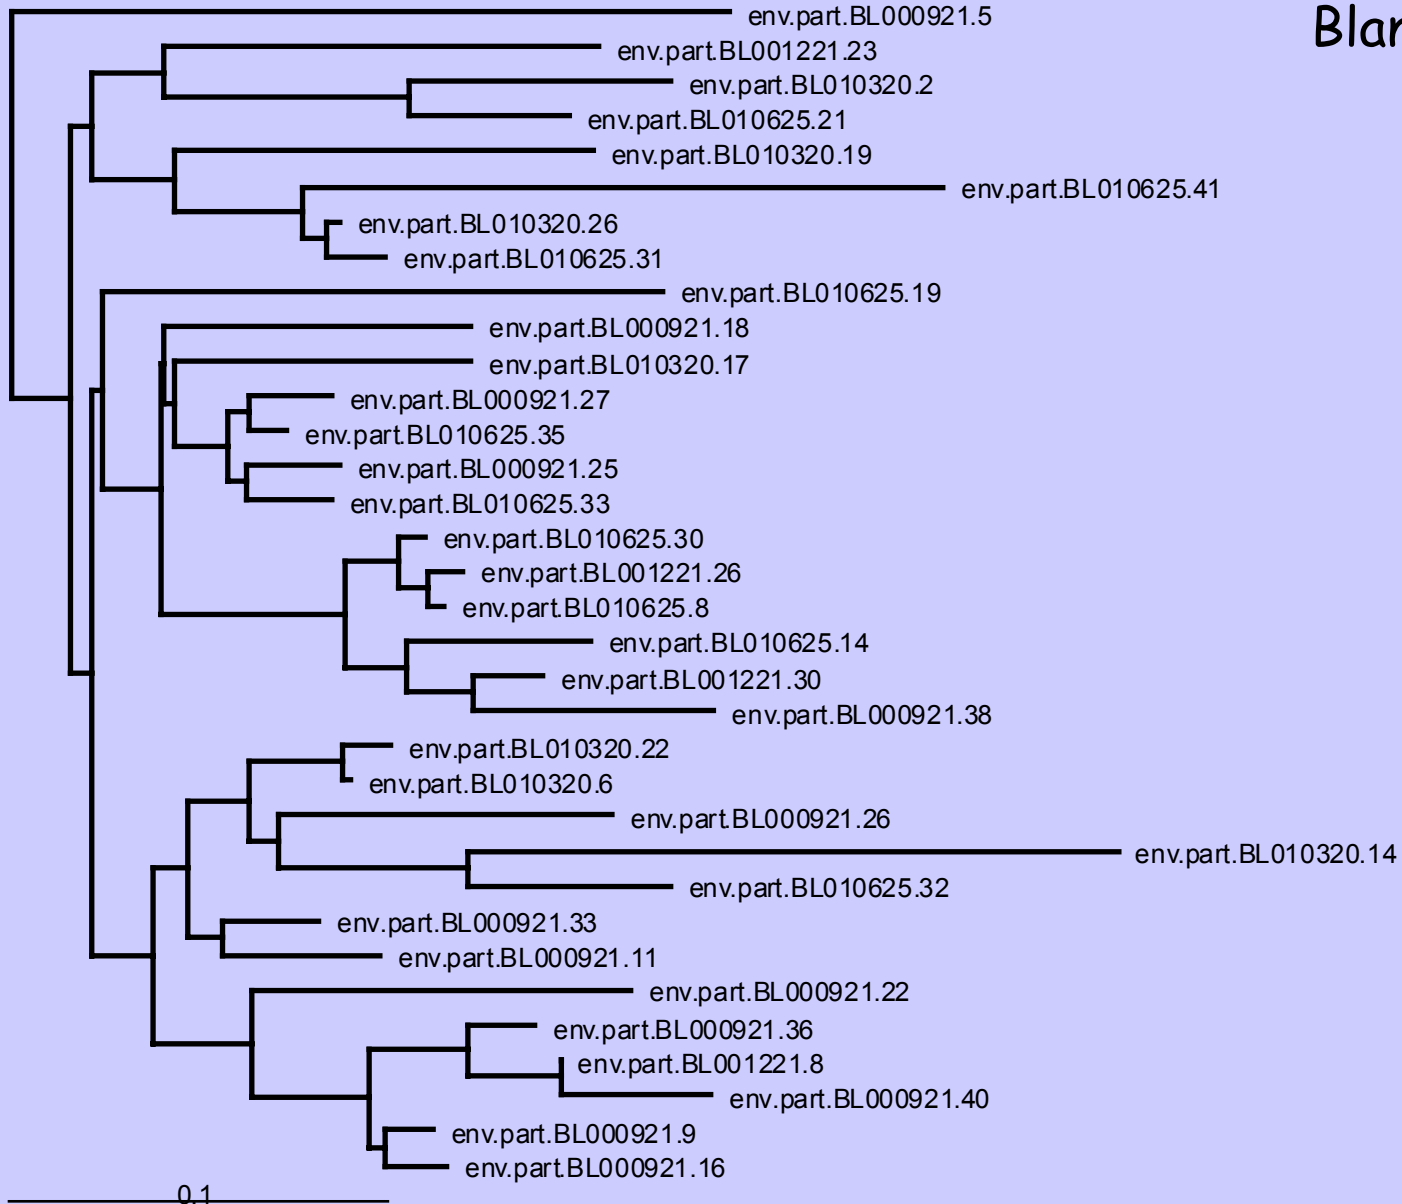 env.part.BL000921.5
env.part.BL001221.23
env.part.BL010320.2
env.part.BL010625.21
env.part.BL010320.19
env.part.BL010625.41
env.part.BL010320.26
env.part.BL010625.31
env.part.BL010625.19
env.part.BL000921.18
env.part.BL010320.17
env.part.BL000921.27
env.part.BL010625.35
env.part.BL000921.25
env.part.BL010625.33
env.part.BL010625.30
env.part.BL001221.26
env.part.BL010625.8
env.part.BL010625.14
env.part.BL001221.30
env.part.BL000921.38
env.part.BL010320.22
env.part.BL010320.6
env.part.BL000921.26
env.part.BL010320.14
env.part.BL010625.32
env.part.BL000921.33
env.part.BL000921.11
env.part.BL000921.22
env.part.BL000921.36
env.part.BL001221.8
env.part.BL000921.40
env.part.BL000921.9
env.part.BL000921.16
0.1